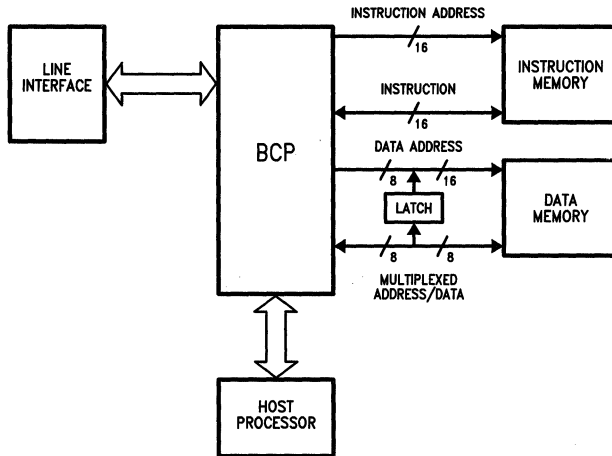 INSTRUCTION ADDRESS
16
LINE
INTERFACE
INSTRUCTION
MEMORY
INSTRUCTION
16
BCP
DATA ADDRESS
8
16
LATCH
DATA
MEMORY
8
8
MULTIPLEXED
ADDRESS/DATA
HOST
PROCESSOR